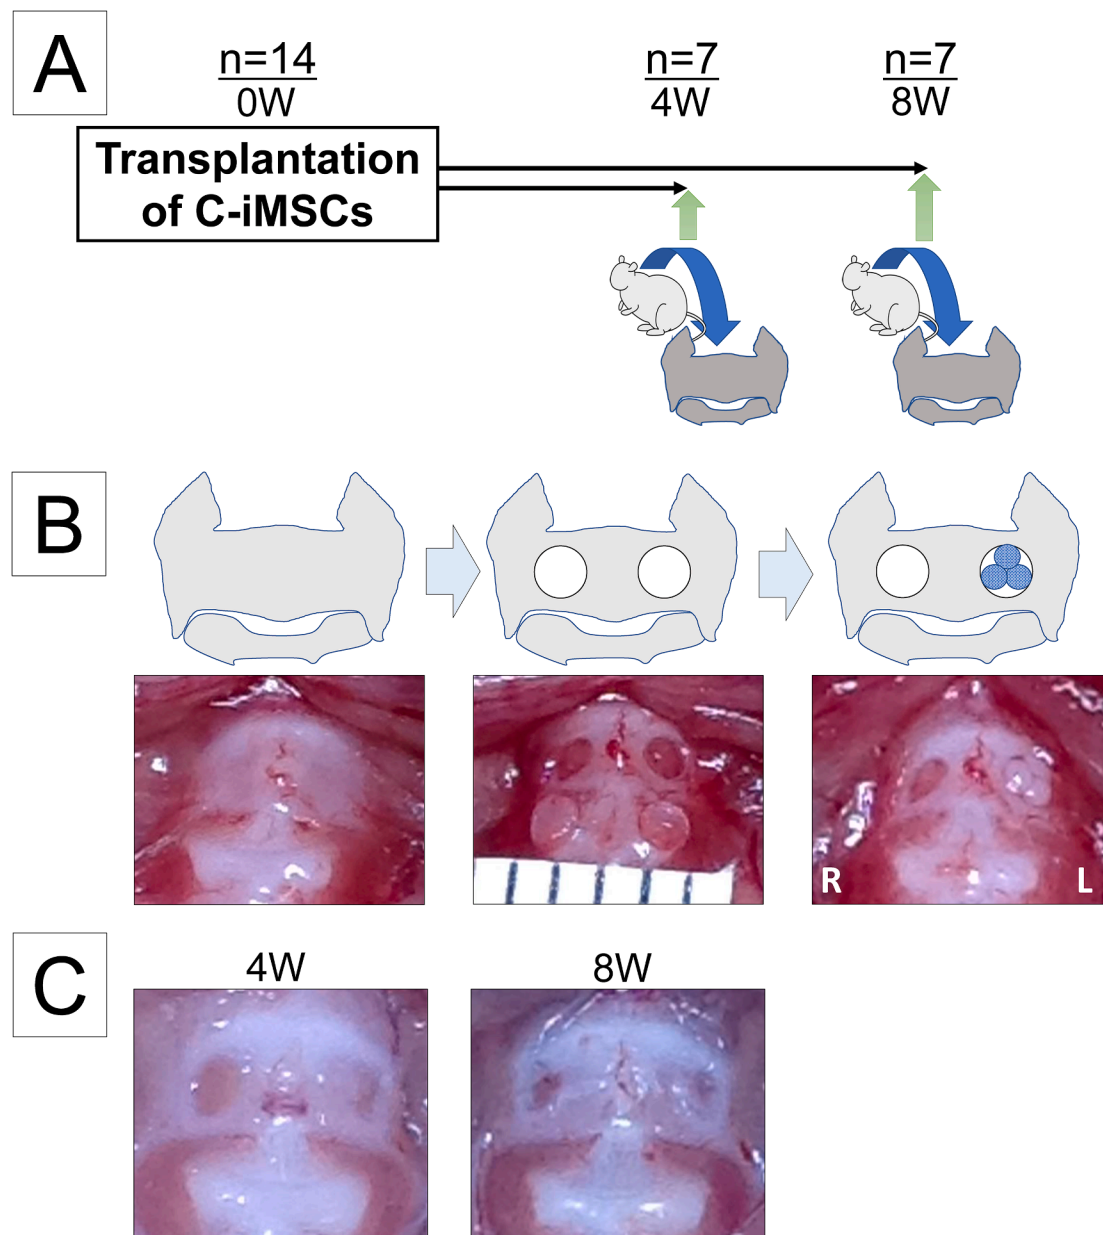 A
n=14
0W
n=7
4W
n=7
8W
Transplantation
of C-iMSCs
B
R
L
C
4W
8W